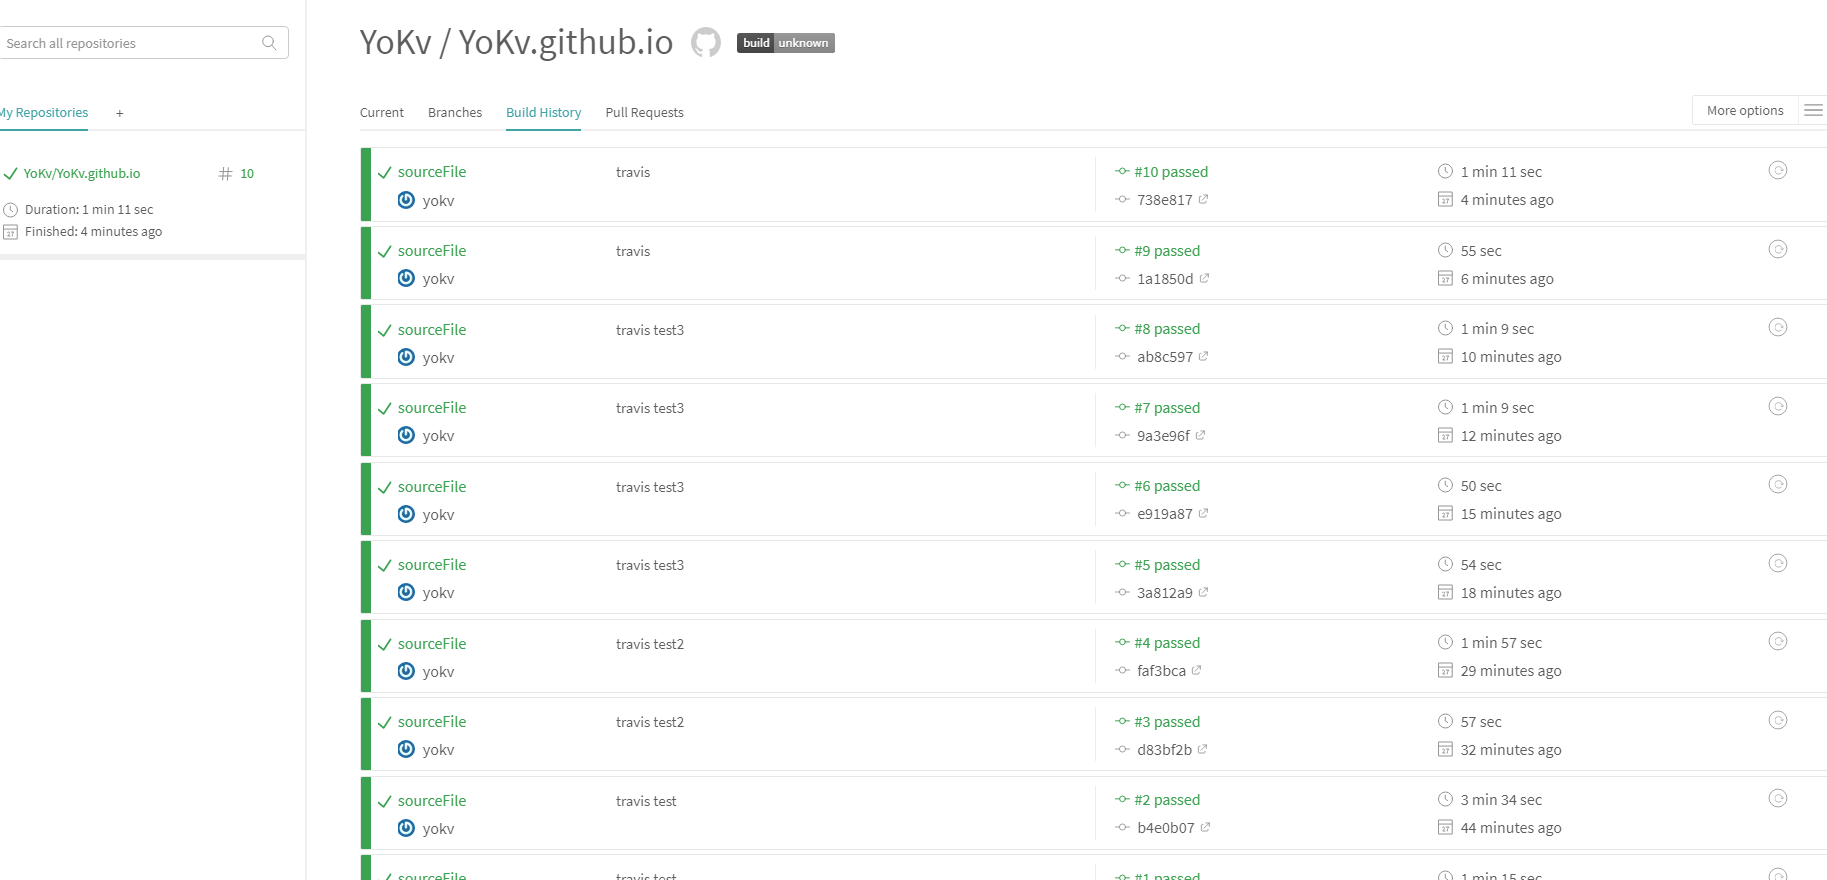 Search all repositories
My Repositories +
YoKv/YoKv.github.io # 10
Duration: 1 min 11 sec
Finished: 4 minutes ago
YoKv / YoKv.github.io build unknown
Current Branches Build History Pull Requests More options
sourceFile travis #10 passed 1 min 11 sec
yokv 738e817 4 minutes ago
sourceFile travis #9 passed 55 sec
yokv 1a1850d 6 minutes ago
sourceFile travis test3 #8 passed 1 min 9 sec
yokv ab8c597 10 minutes ago
sourceFile travis test3 #7 passed 1 min 9 sec
yokv 9a3e96f 12 minutes ago
sourceFile travis test3 #6 passed 50 sec
yokv e919a87 15 minutes ago
sourceFile travis test3 #5 passed 54 sec
yokv 3a812a9 18 minutes ago
sourceFile travis test2 #4 passed 1 min 57 sec
yokv faf3bca 29 minutes ago
sourceFile travis test2 #3 passed 57 sec
yokv d83bf2b 32 minutes ago
sourceFile travis test #2 passed 3 min 34 sec
yokv b4e0b07 44 minutes ago
sourceFile travis test #1 passed 1 min 15 sec